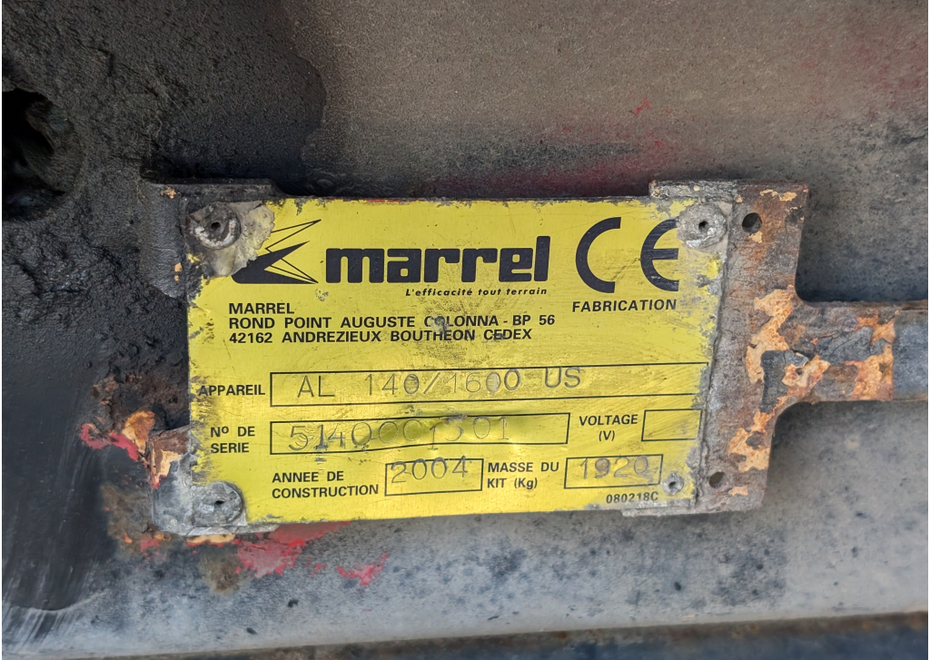 marrel CE
L'efficacité tout terrain
MARREL FABRICATION
ROND POINT AUGUSTE COLONNA - BP 56
42162 ANDREZIEUX BOUTHEON CEDEX
APPAREIL AL 140/1600 US
Nº DE SERIE VOLTAGE (V)
ANNEE DE CONSTRUCTION 2004 MASSE DU KIT (Kg) 1920
080218C